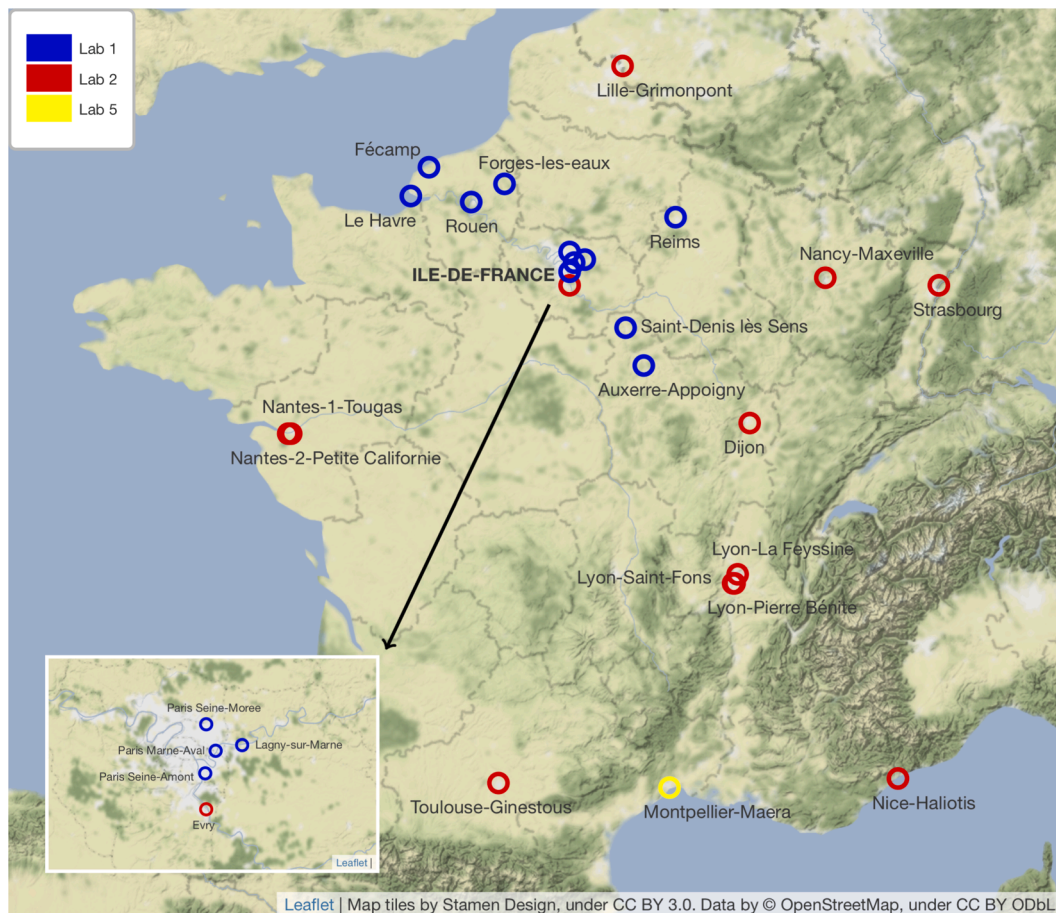 Lab 1
Lab 2
Lab 5
Lille-Grimonpont
Fécamp
Forges-les-eaux
Le Havre
Rouen
Reims
Nancy-Maxeville
ILE-DE-FRANCE
Strasbourg
Saint-Denis lès Sens
Auxerre-Appoigny
Nantes-1-Tougas
Dijon
Nantes-2-Petite Californie
Lyon-La Feyssine
Lyon-Saint-Fons
Lyon-Pierre Bénite
Paris Seine-Morée
Paris Marne-Aval
Lagny-sur-Marne
Paris Seine-Amont
Evry
Leaflet |
Toulouse-Ginestous
Montpellier-Maera
Nice-Haliotis
Leaflet | Map tiles by Stamen Design, under CC BY 3.0. Data by © OpenStreetMap, under CC BY ODbL.